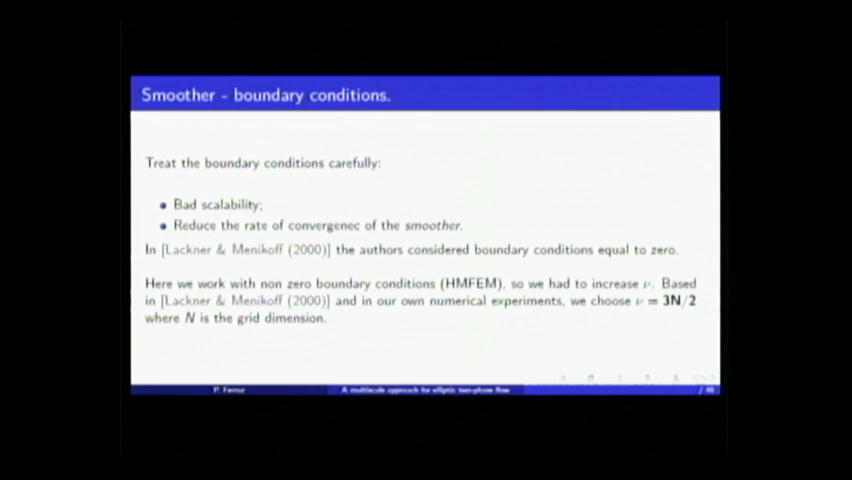 Smoother - boundary conditions.
Treat the boundary conditions carefully:
Bad scalability;
Reduce the rate of convergenec of the smoother.
In [Lackner & Menikoff (2000)] the authors considered boundary conditions equal to zero.
Here we work with non zero boundary conditions (HMFEM), so we had to increase ν. Based
in [Lackner & Menikoff (2000)] and in our own numerical experiments, we choose ν = 3N/2
where N is the grid dimension.
A multiscale approach for elliptic two-phase flow